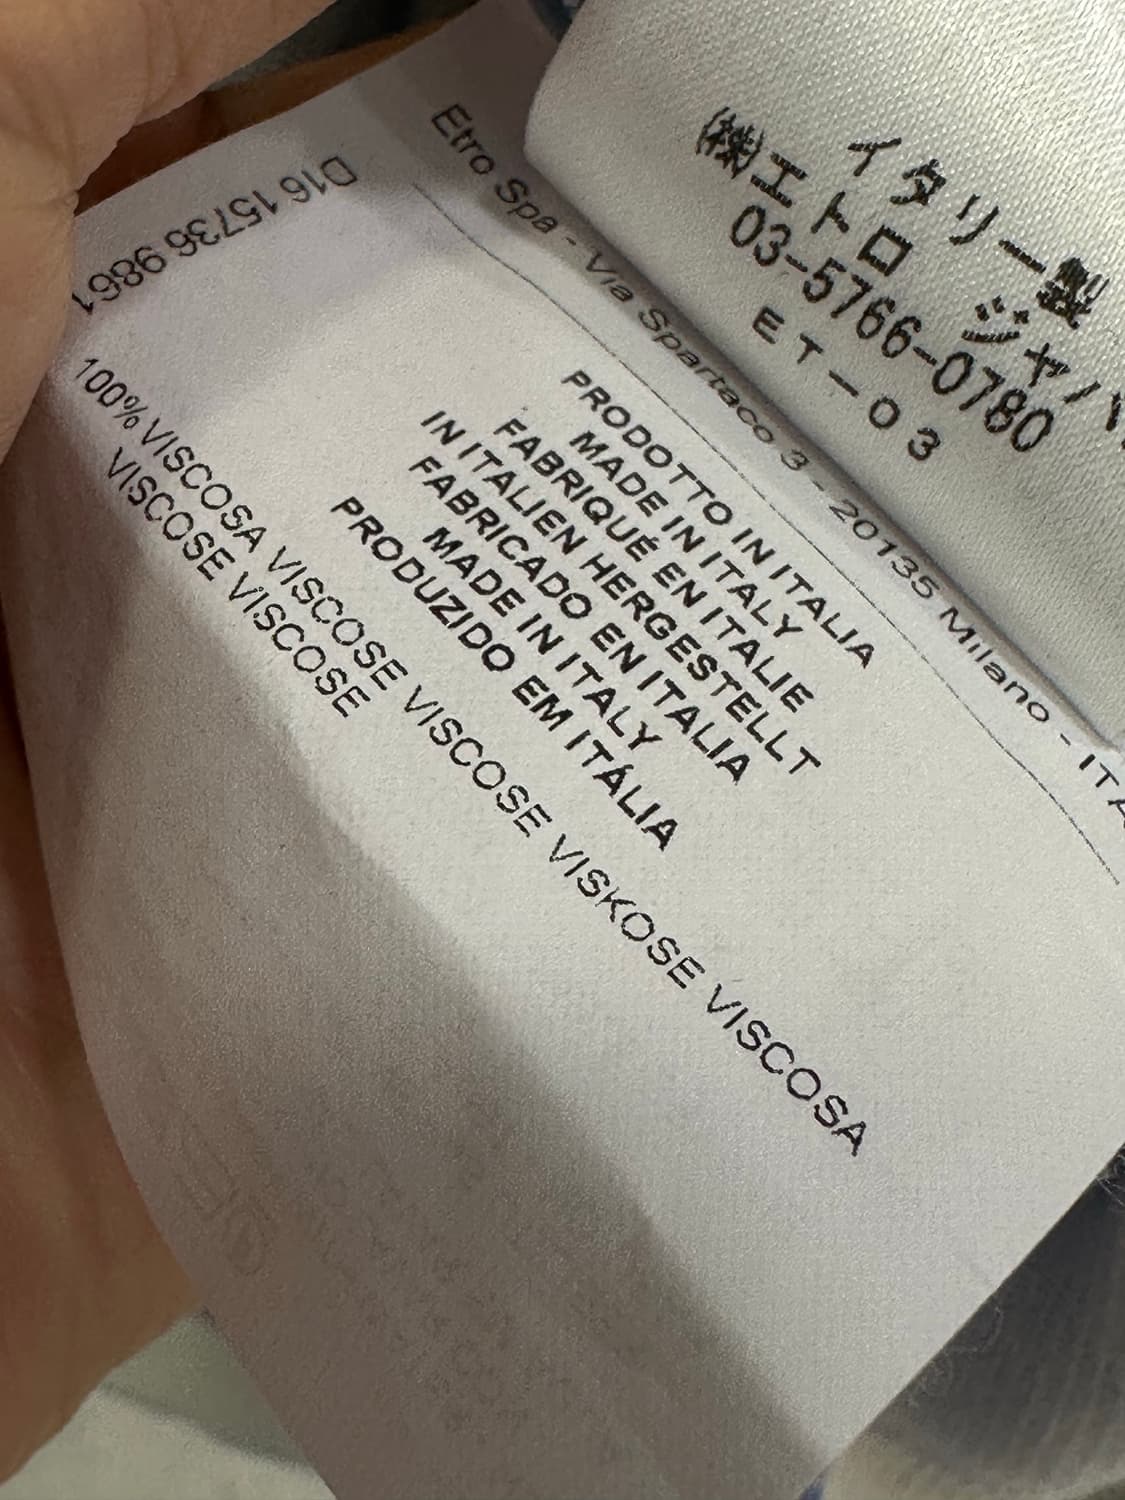 イタリー製
㈱エトロ ジャパ
03-5766-0780
ET-03
Etro Spa - Via Spartaco 3 - 20135 Milano - ITA
D16 15736 9861
PRODOTTO IN ITALIA
MADE IN ITALY
FABRIQUÉ EN ITALIE
IN ITALIEN HERGESTELLT
FABRICADO EN ITALIA
MADE IN ITALY
PRODUZIDO EM ITÁLIA
100% VISCOSA VISCOSE VISCOSE VISKOSE VISCOSA
VISCOSE VISCOSE